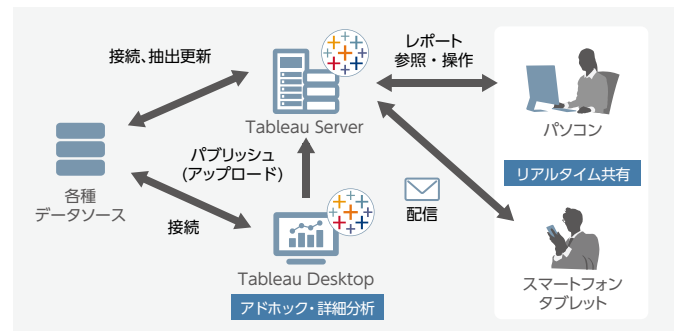 接続、抽出更新
レポート
参照・操作
Tableau Server
パソコン
パブリッシュ
(アップロード)
リアルタイム共有
各種
データソース
接続
配信
Tableau Desktop
アドホック・詳細分析
スマートフォン
タブレット